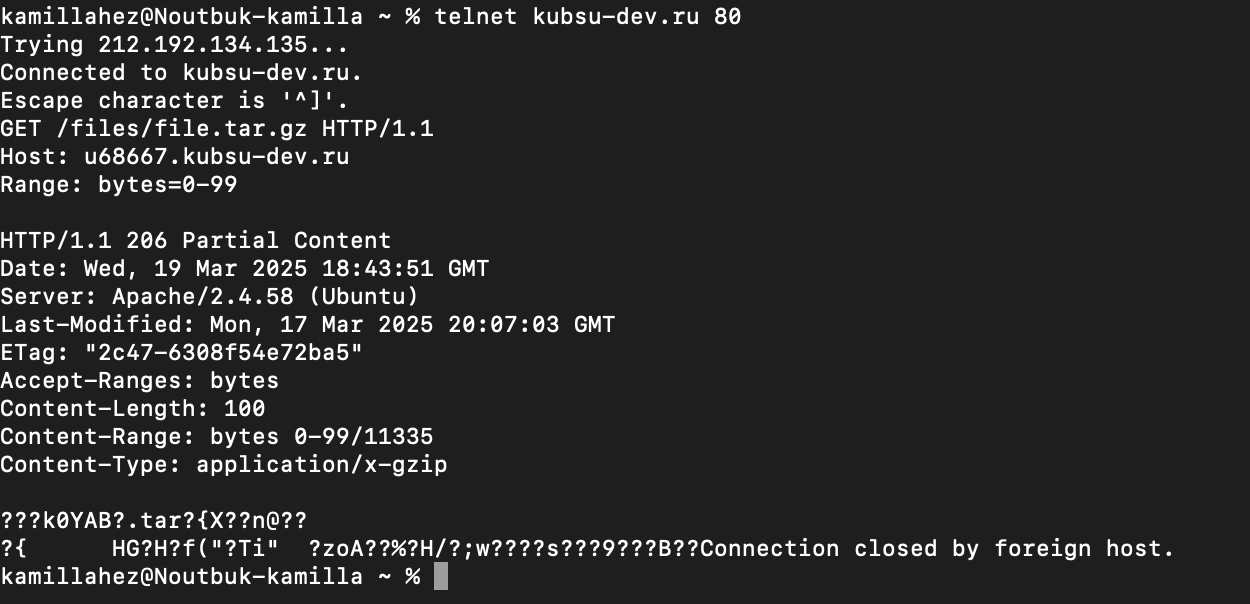 kamillahez@Noutbuk-kamilla ~ % telnet kubsu-dev.ru 80
Trying 212.192.134.135...
Connected to kubsu-dev.ru.
Escape character is '^]'.
GET /files/file.tar.gz HTTP/1.1
Host: u68667.kubsu-dev.ru
Range: bytes=0-99
HTTP/1.1 206 Partial Content
Date: Wed, 19 Mar 2025 18:43:51 GMT
Server: Apache/2.4.58 (Ubuntu)
Last-Modified: Mon, 17 Mar 2025 20:07:03 GMT
ETag: "2c47-6308f54e72ba5"
Accept-Ranges: bytes
Content-Length: 100
Content-Range: bytes 0-99/11335
Content-Type: application/x-gzip
???k0YAB?.tar?{X??n@??
?{      HG?H?f("?Ti"  ?zoA??%?H/?;w????s???9???B??Connection closed by foreign host.
kamillahez@Noutbuk-kamilla ~ %